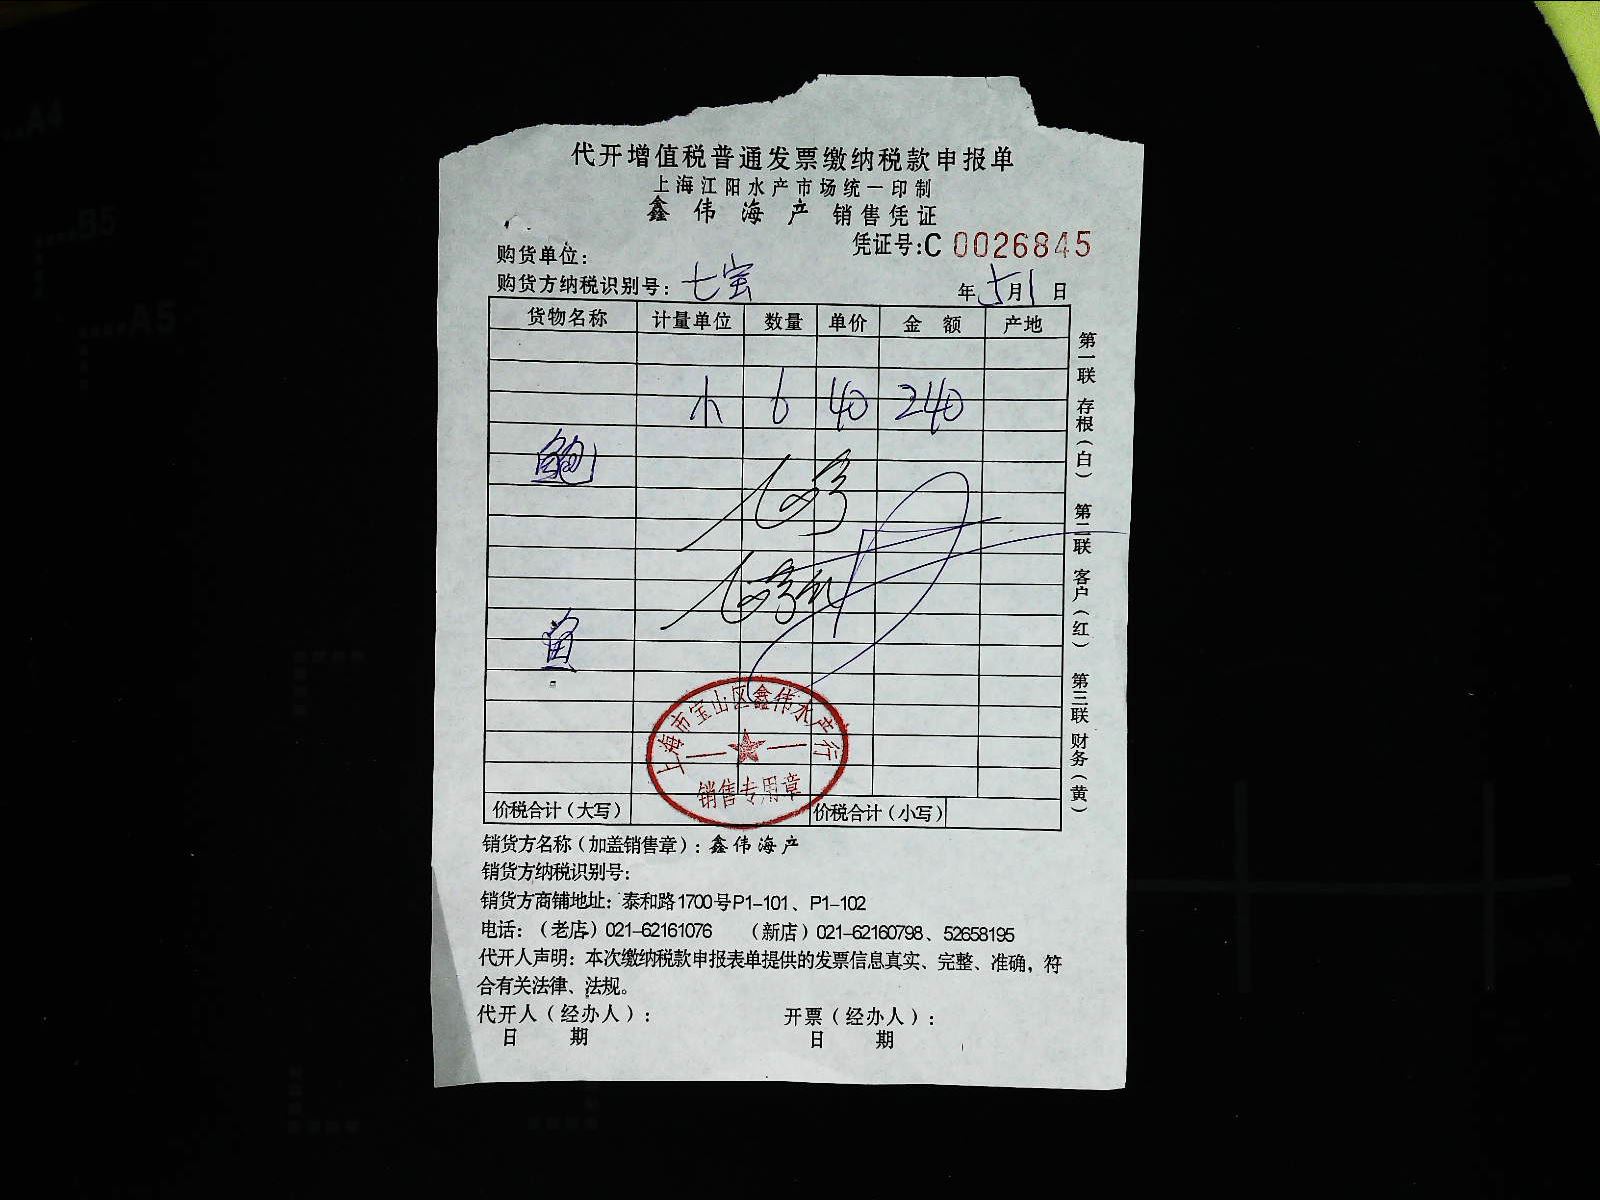 代开增值税普通发票缴纳税款申报单
上海江阳水产市场统一印制
鑫伟海产 销售凭证
凭证号:C 0026845
购货单位:
购货方纳税识别号: 七宝
年 5月1日
货物名称 计量单位 数量 单价 金额 产地
小 6 40 240
鲍
鱼
上海市宝山区鑫伟水产行
销售专用章
价税合计(大写) 价税合计(小写)
第一联 存根(白) 第二联 客户(红) 第三联 财务(黄)
销货方名称(加盖销售章): 鑫伟海产
销货方纳税识别号:
销货方商铺地址: 泰和路1700号P1-101、P1-102
电话:(老店)021-62161076 (新店)021-62160798、52658195
代开人声明: 本次缴纳税款申报表单提供的发票信息真实、完整、准确,符
合有关法律、法规。
代开人(经办人): 开票(经办人):
日 期 日 期
A4
B5
A5